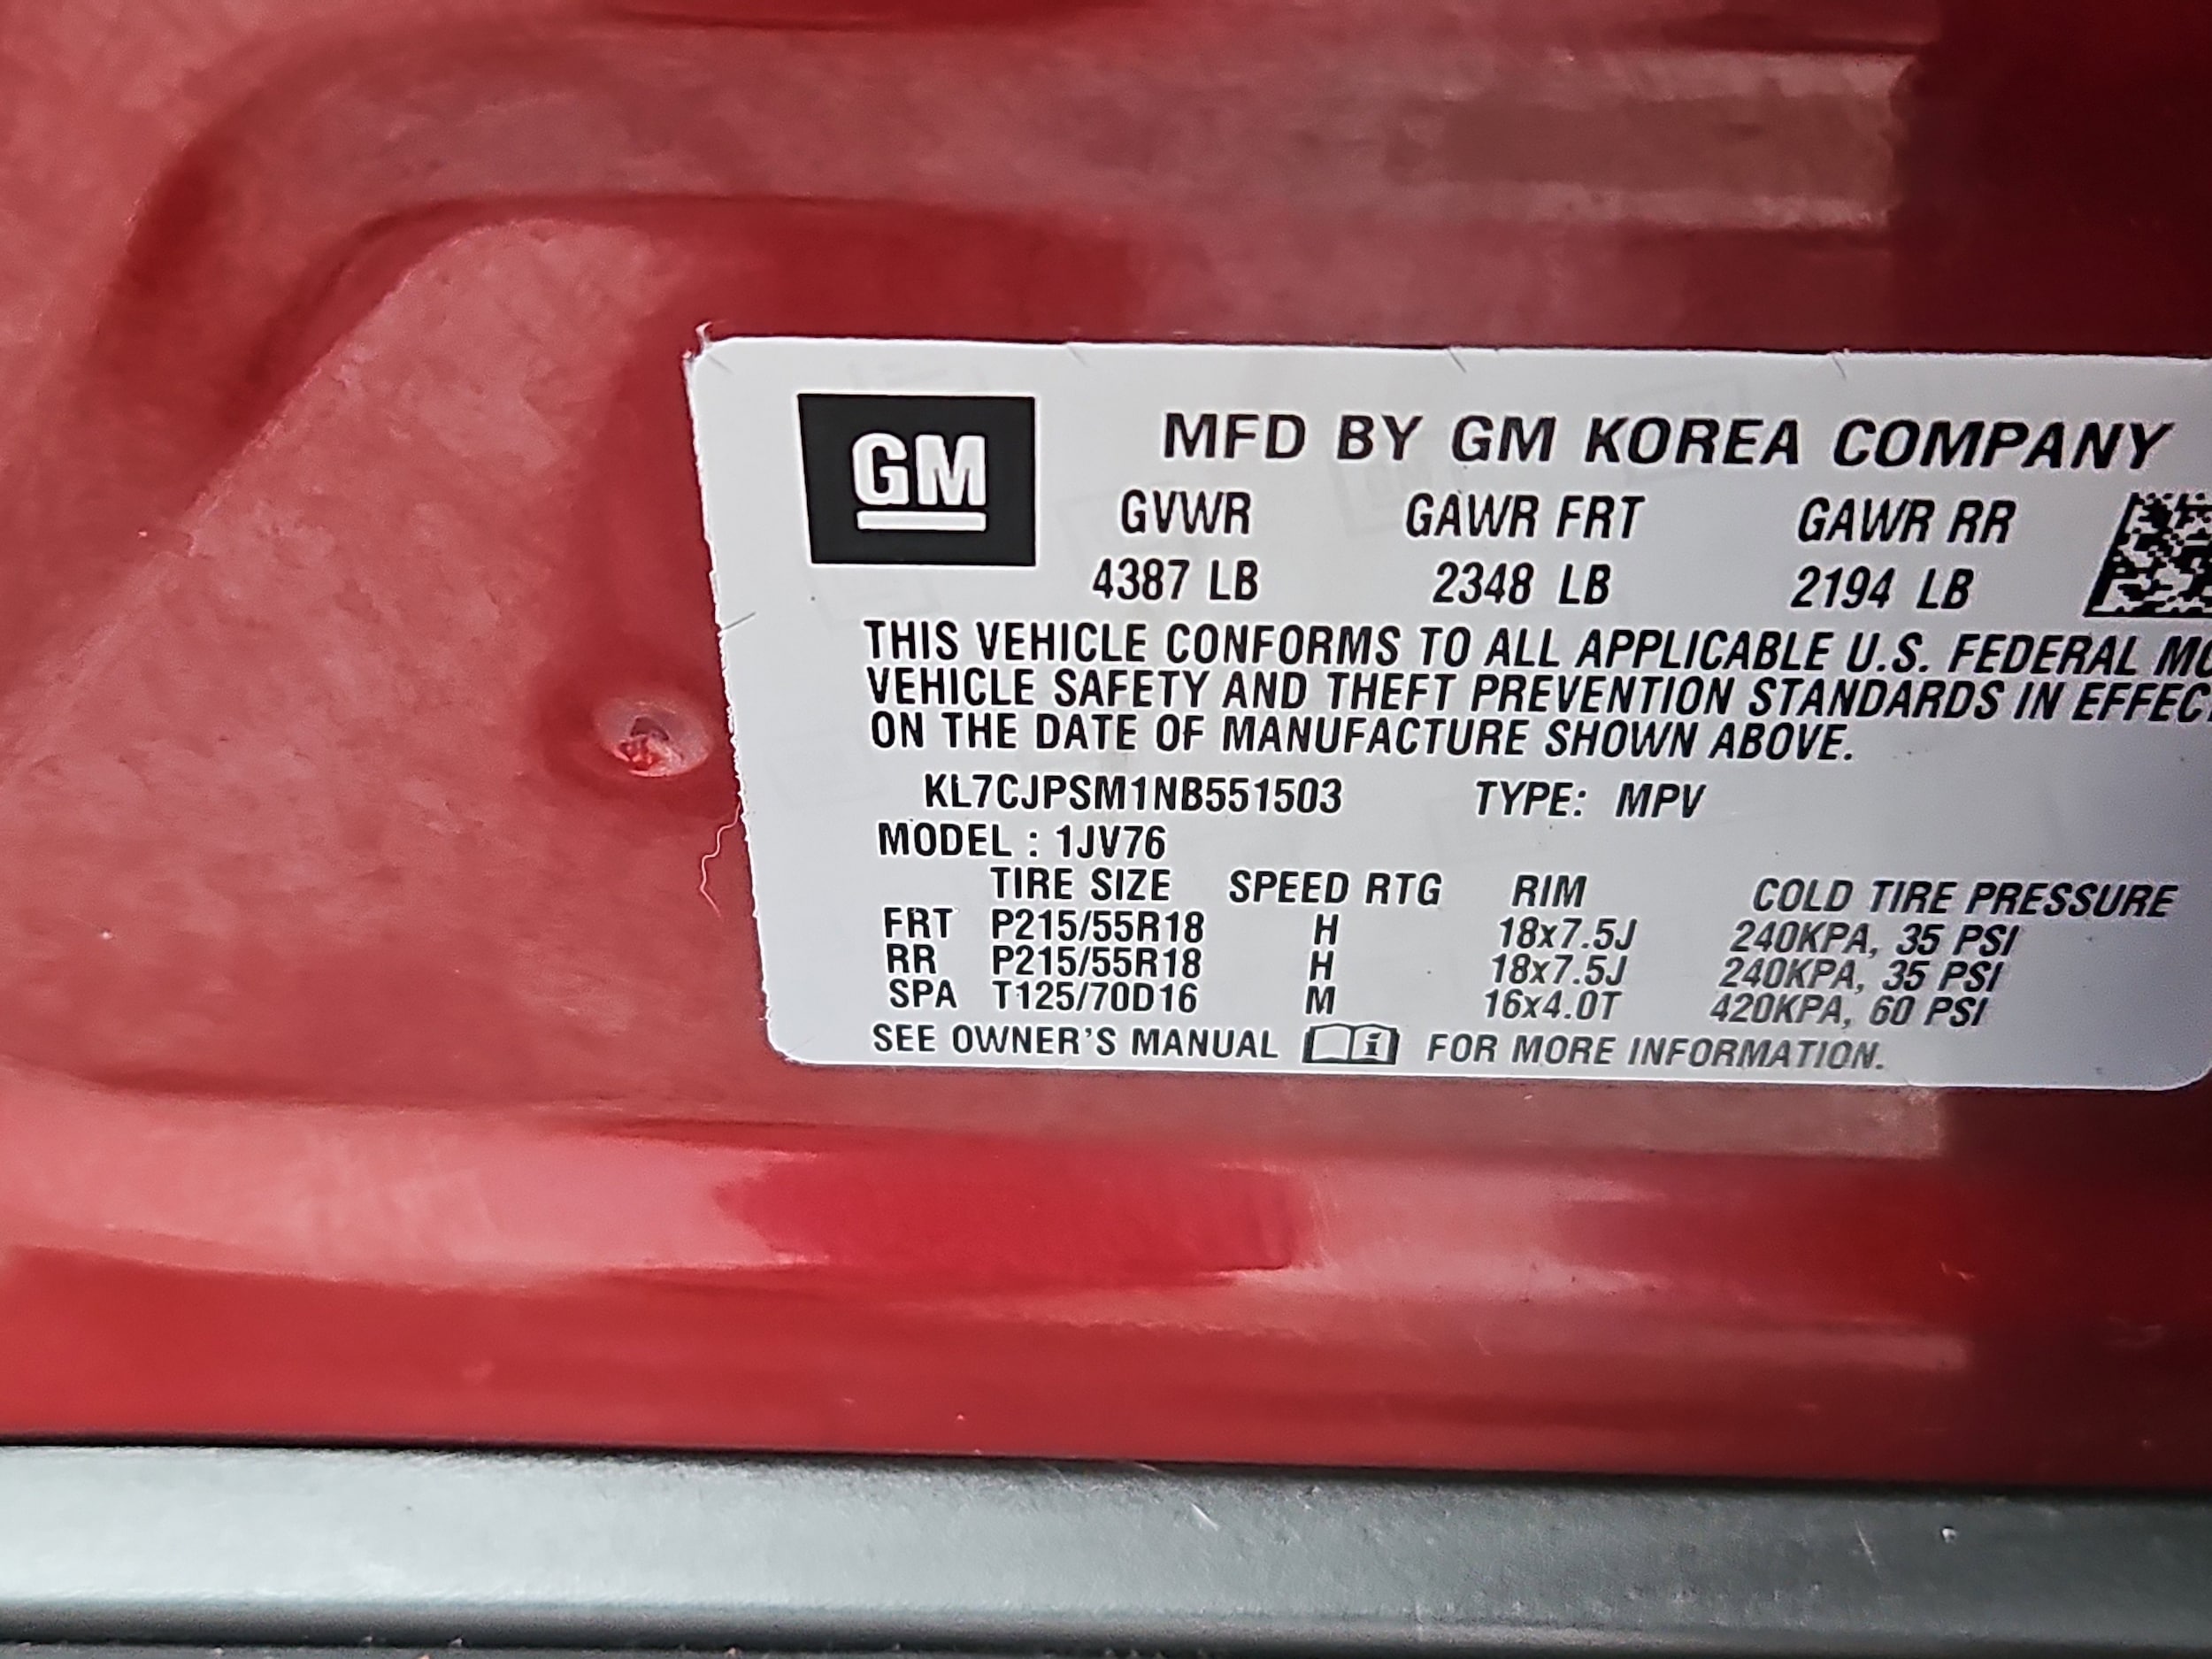 GM
MFD BY GM KOREA COMPANY
GVWR GAWR FRT GAWR RR
4387 LB 2348 LB 2194 LB
THIS VEHICLE CONFORMS TO ALL APPLICABLE U.S. FEDERAL
VEHICLE SAFETY AND THEFT PREVENTION STANDARDS IN EFFEC
ON THE DATE OF MANUFACTURE SHOWN ABOVE.
KL7CJPSM1NB551503 TYPE: MPV
MODEL : 1JV76
TIRE SIZE SPEED RTG RIM COLD TIRE PRESSURE
FRT P215/55R18 H 18x7.5J 240KPA, 35 PSI
RR P215/55R18 H 18x7.5J 240KPA, 35 PSI
SPA T125/70D16 M 16x4.0T 420KPA, 60 PSI
SEE OWNER'S MANUAL i FOR MORE INFORMATION.